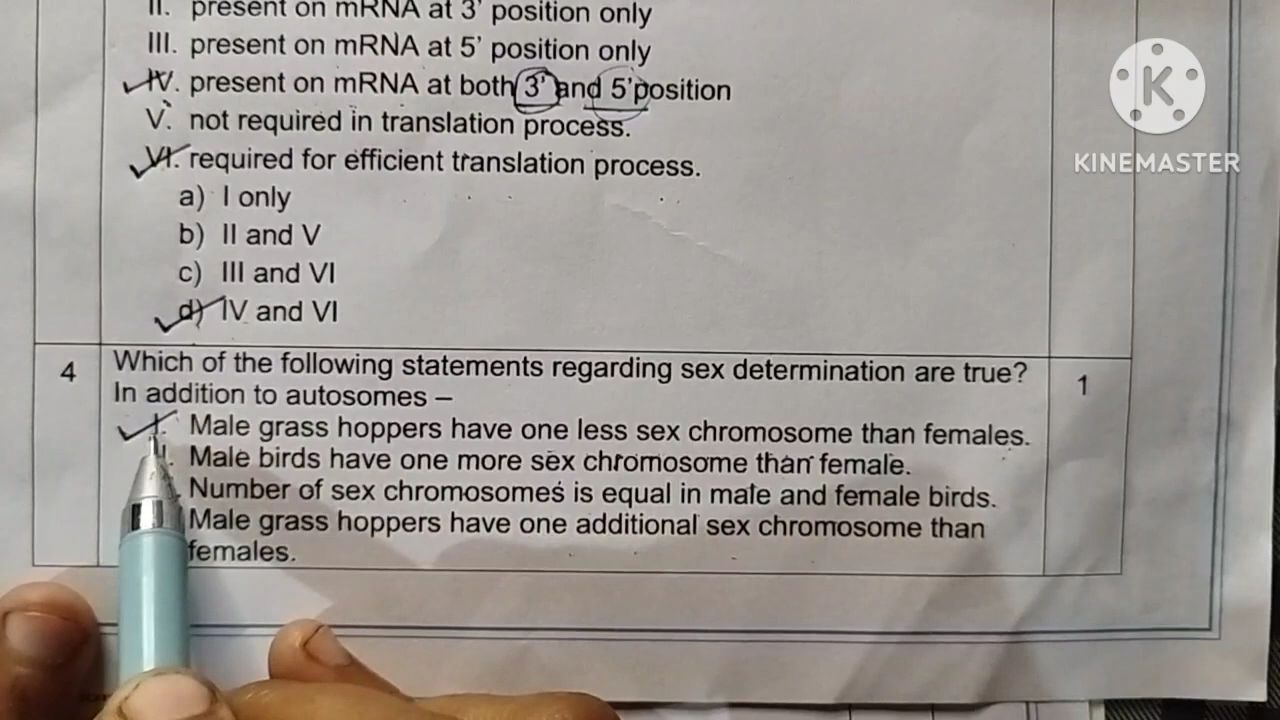 II. present on mRNA at 3' position only
III. present on mRNA at 5' position only
IV. present on mRNA at both 3' and 5' position
V. not required in translation process.
VI. required for efficient translation process.
a) I only
b) II and V
c) III and VI
d) IV and VI
4
Which of the following statements regarding sex determination are true?
1
In addition to autosomes –
I. Male grass hoppers have one less sex chromosome than females.
Male birds have one more sex chromosome than female.
Number of sex chromosomes is equal in male and female birds.
Male grass hoppers have one additional sex chromosome than
females.
K
KINEMASTER